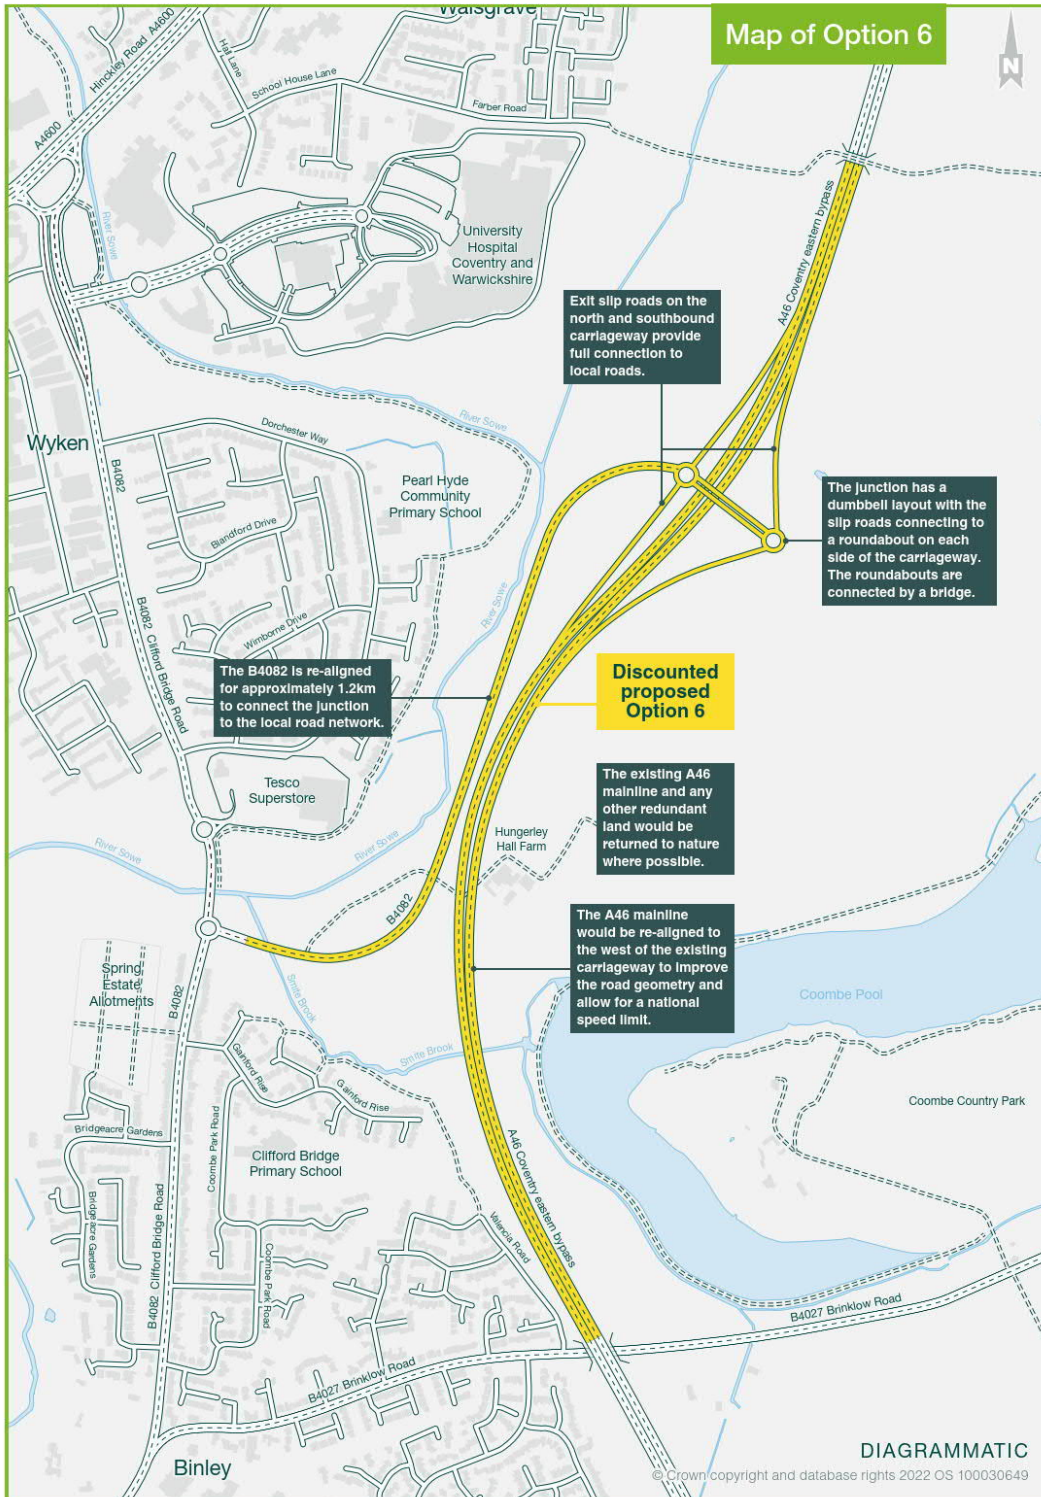 Walsgrave
Map of Option 6
N
Hinckley Road A4600
A4600
Hall Lane
School House Lane
Farber Road
River Sowe
University
Hospital
Coventry and
Warwickshire
A46 Coventry eastern bypass
Exit slip roads on the
north and southbound
carriageway provide
full connection to
local roads.
Wyken
B4082
Dorchester Way
River Sowe
Pearl Hyde
Community
Primary School
Blandford Drive
The junction has a
dumbbell layout with the
slip roads connecting to
a roundabout on each
side of the carriageway.
The roundabouts are
connected by a bridge.
River Sowe
Wimborne Drive
B4082 Clifford Bridge Road
The B4082 is re-aligned
for approximately 1.2km
to connect the junction
to the local road network.
Discounted
proposed
Option 6
Tesco
Superstore
The existing A46
mainline and any
other redundant
land would be
returned to nature
where possible.
Hungerley
Hall Farm
River Sowe
River Sowe
B4082
The A46 mainline
would be re-aligned to
the west of the existing
carriageway to improve
the road geometry and
allow for a national
speed limit.
Spring
Estate
Allotments
B4082
Smite Brook
Smite Brook
Coombe Pool
Gainford Rise
Gainford Rise
Coombe Country Park
Bridgeacre Gardens
Coombe Park Road
Clifford Bridge
Primary School
A46 Coventry eastern bypass
Bridgeacre Gardens
B4082 Clifford Bridge Road
Coombe Park Road
Valencia Road
B4027 Brinklow Road
B4027 Brinklow Road
Binley
DIAGRAMMATIC
© Crown copyright and database rights 2022 OS 100030649